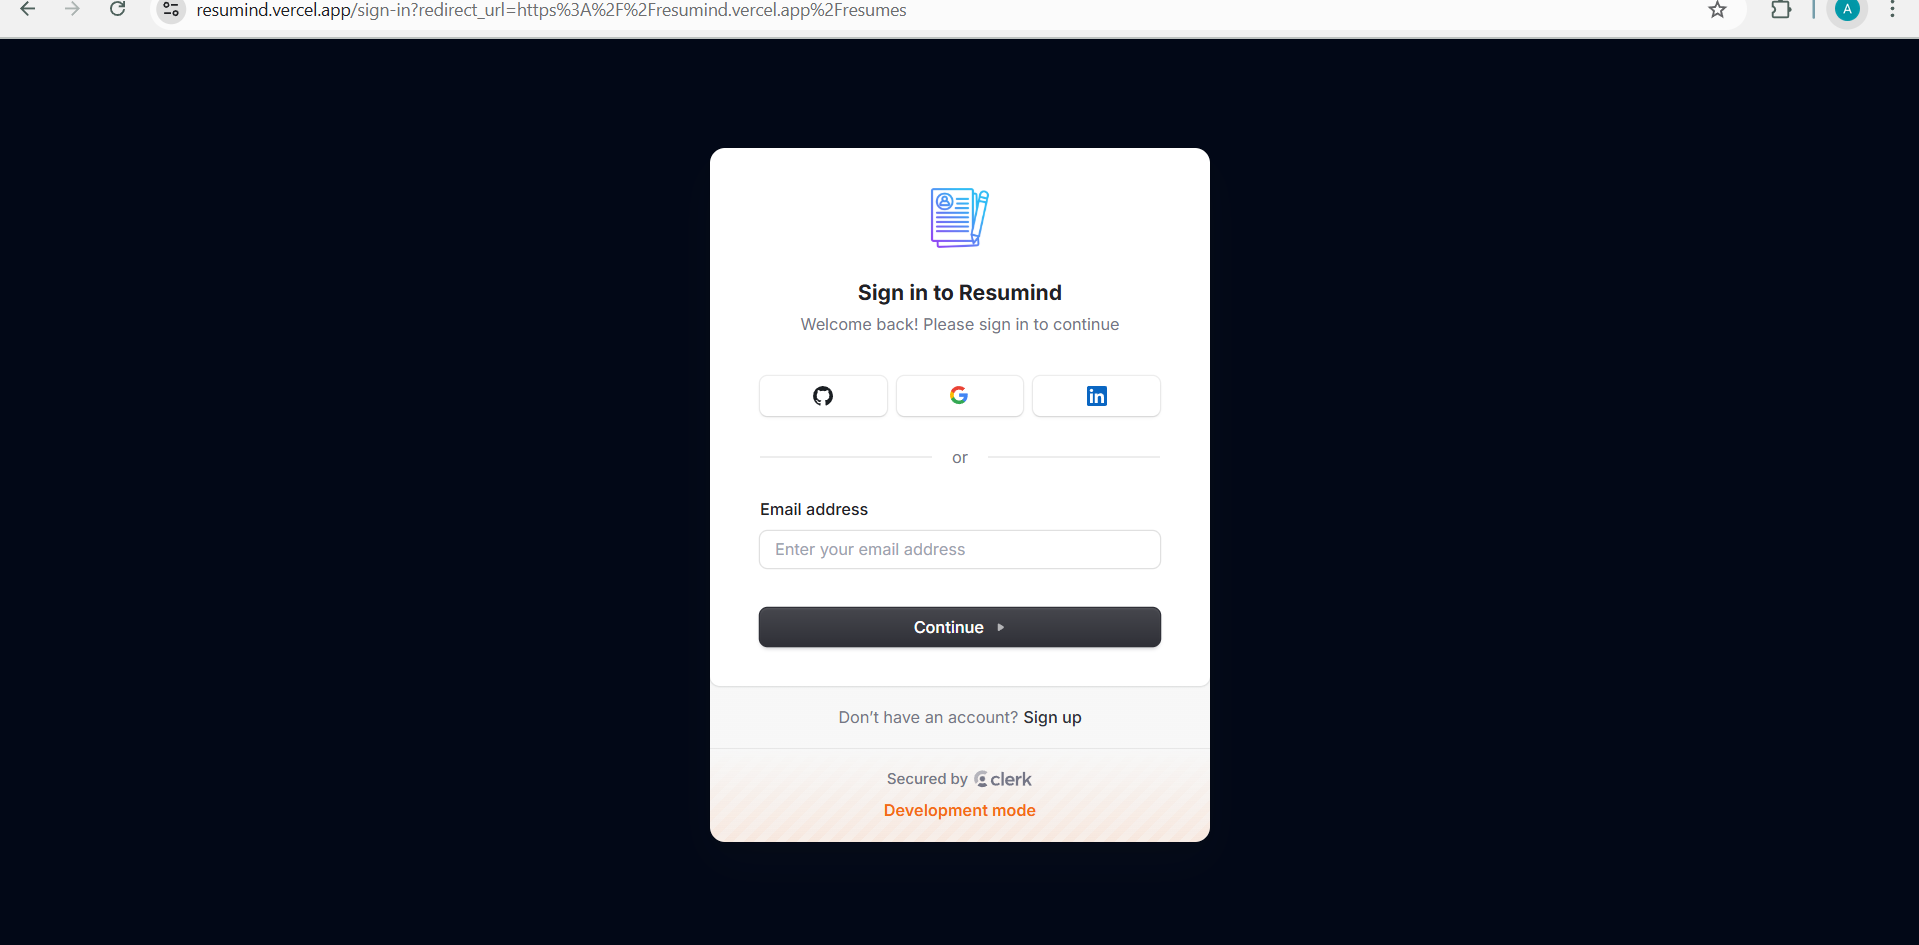 resumind.vercel.app/sign-in?redirect_url=https%3A%2F%2Fresumind.vercel.app%2Fresumes
A
Sign in to Resumind
Welcome back! Please sign in to continue
in
or
Email address
Enter your email address
Continue
Don’t have an account? Sign up
Secured by clerk
Development mode